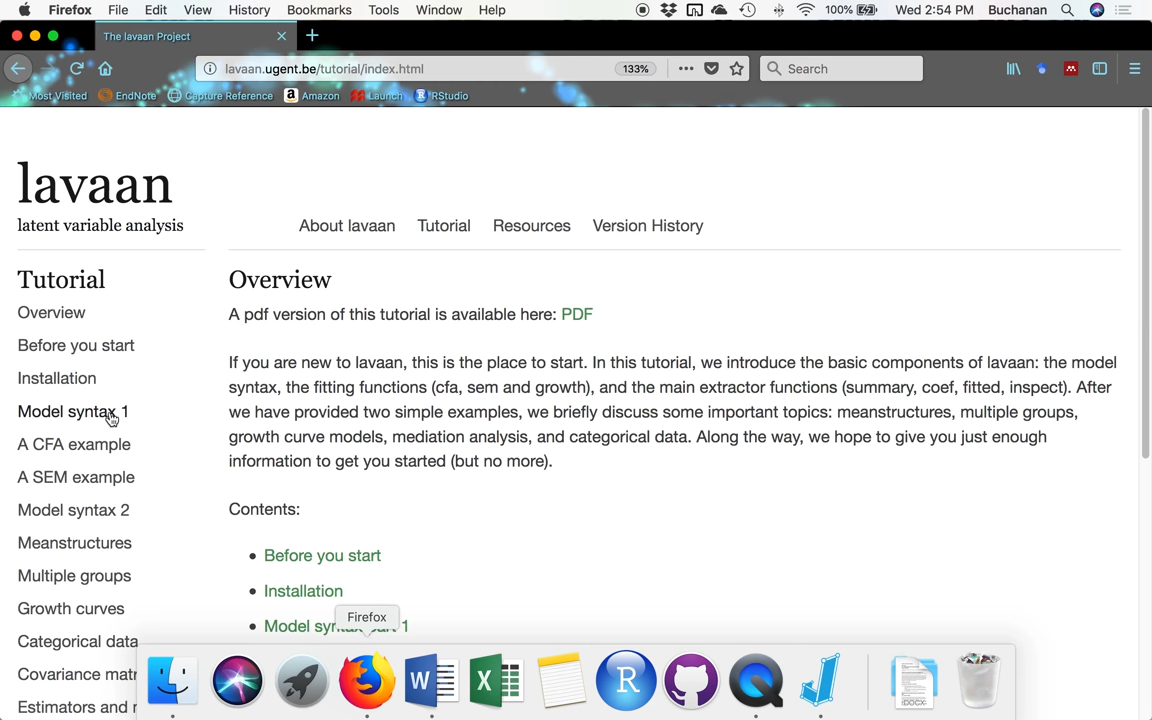 Firefox File Edit View History Bookmarks Tools Window Help 100% Wed 2:54 PM Buchanan
The lavaan Project
lavaan.ugent.be/tutorial/index.html 133% Search
Most Visited EndNote Capture Reference Amazon Launch RStudio
lavaan
latent variable analysis
About lavaan Tutorial Resources Version History
Tutorial
Overview
Before you start
Installation
Model syntax 1
A CFA example
A SEM example
Model syntax 2
Meanstructures
Multiple groups
Growth curves
Categorical data
Covariance
Estimators and
Overview
A pdf version of this tutorial is available here: PDF
If you are new to lavaan, this is the place to start. In this tutorial, we introduce the basic components of lavaan: the model
syntax, the fitting functions (cfa, sem and growth), and the main extractor functions (summary, coef, fitted, inspect). After
we have provided two simple examples, we briefly discuss some important topics: meanstructures, multiple groups,
growth curve models, mediation analysis, and categorical data. Along the way, we hope to give you just enough
information to get you started (but no more).
Contents:
Before you start
Installation
Model 1
Firefox
W X R
DOCX